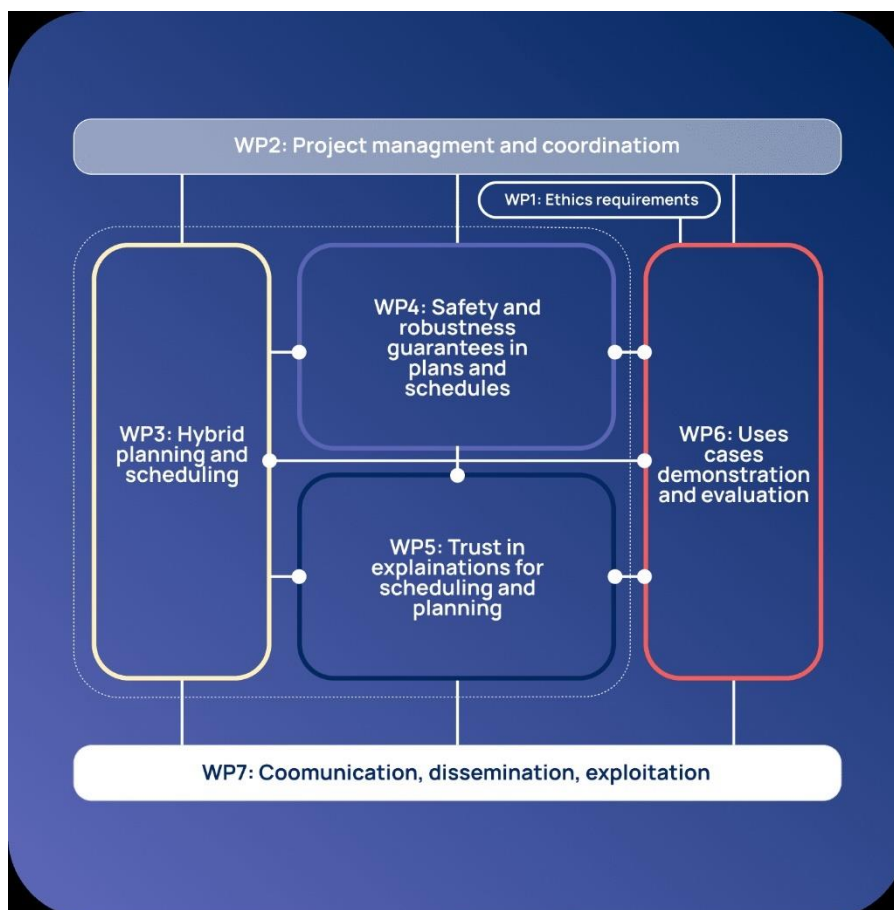 WP2: Project managment and coordinatiom
WP1: Ethics requirements
WP4: Safety and
robustness
guarantees in
plans and
schedules
WP3: Hybrid
planning and
scheduling
WP6: Uses
cases
demonstration
and evaluation
WP5: Trust in
explainations for
scheduling and
planning
WP7: Coomunication, dissemination, exploitation